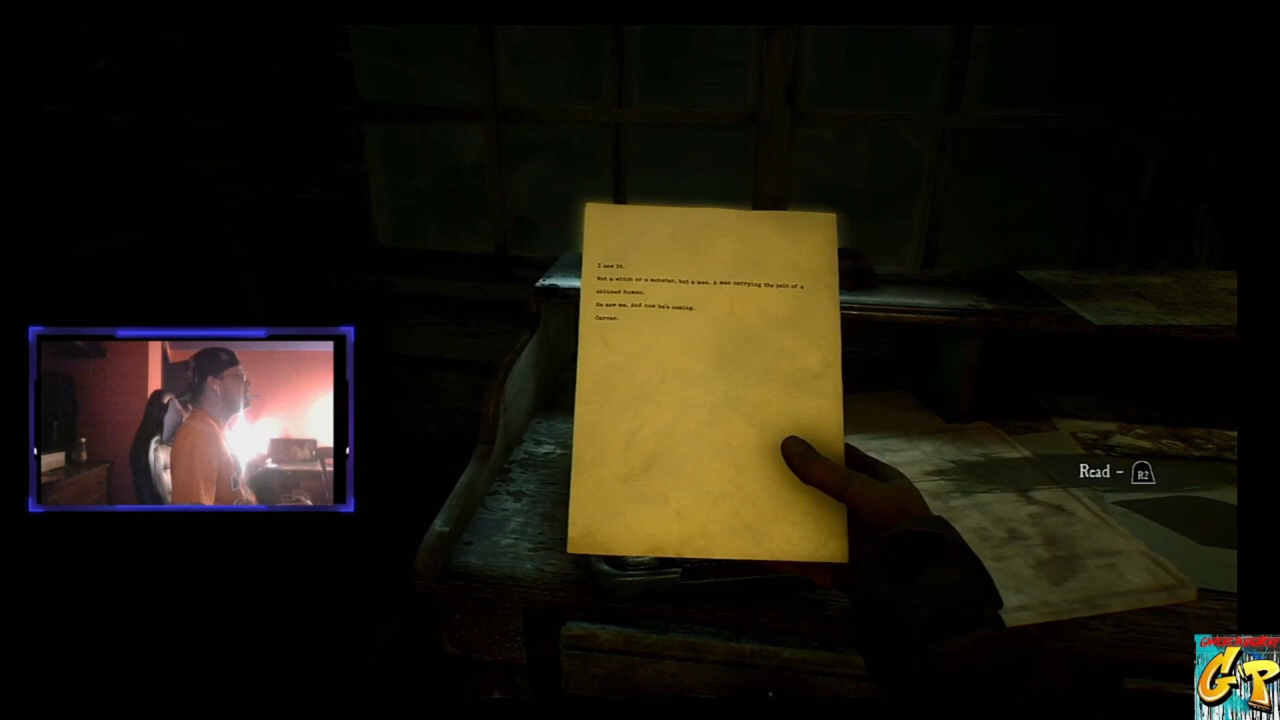 I saw it.
Not a witch or a monster, but a man. A man carrying the pelt of a
skinned human.
He saw me. And now he's coming.
Carver.
Read - R2
GP